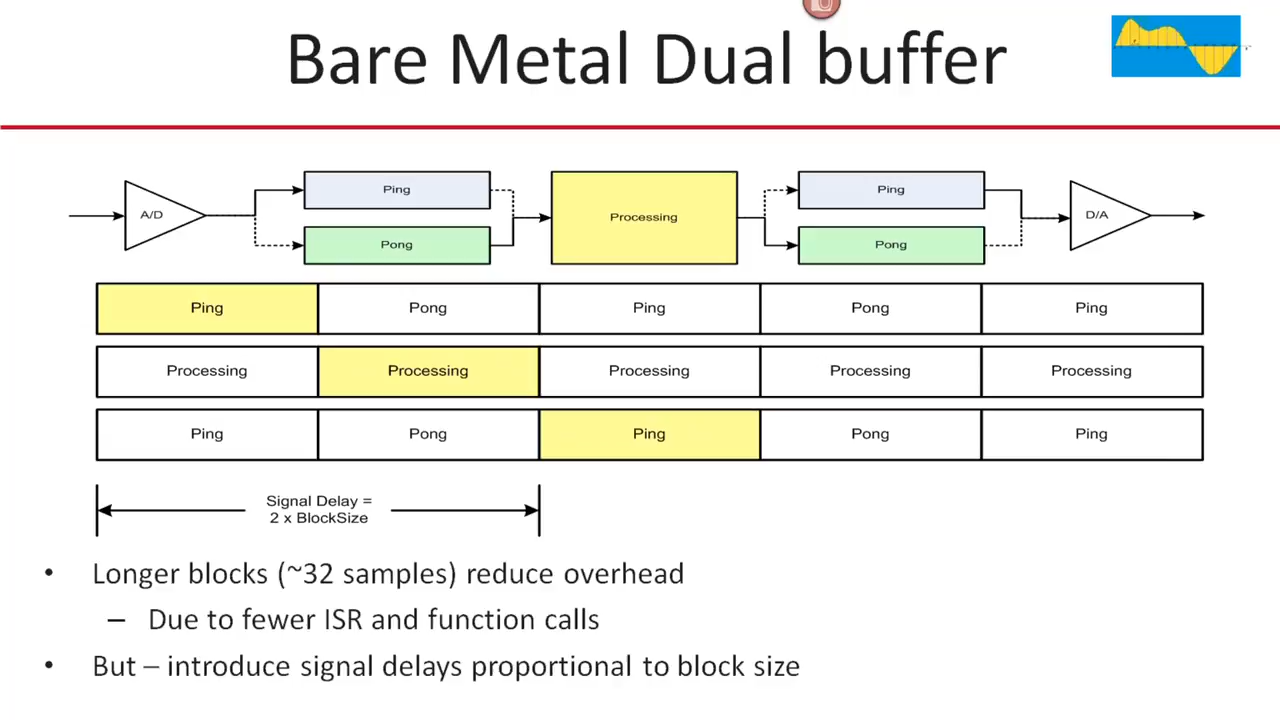 Bare Metal Dual buffer
A/D
Ping
Pong
Processing
Ping
Pong
D/A
Ping Pong Ping Pong Ping
Processing Processing Processing Processing Processing
Ping Pong Ping Pong Ping
Signal Delay =
2 x BlockSize
• Longer blocks (~32 samples) reduce overhead
– Due to fewer ISR and function calls
• But – introduce signal delays proportional to block size